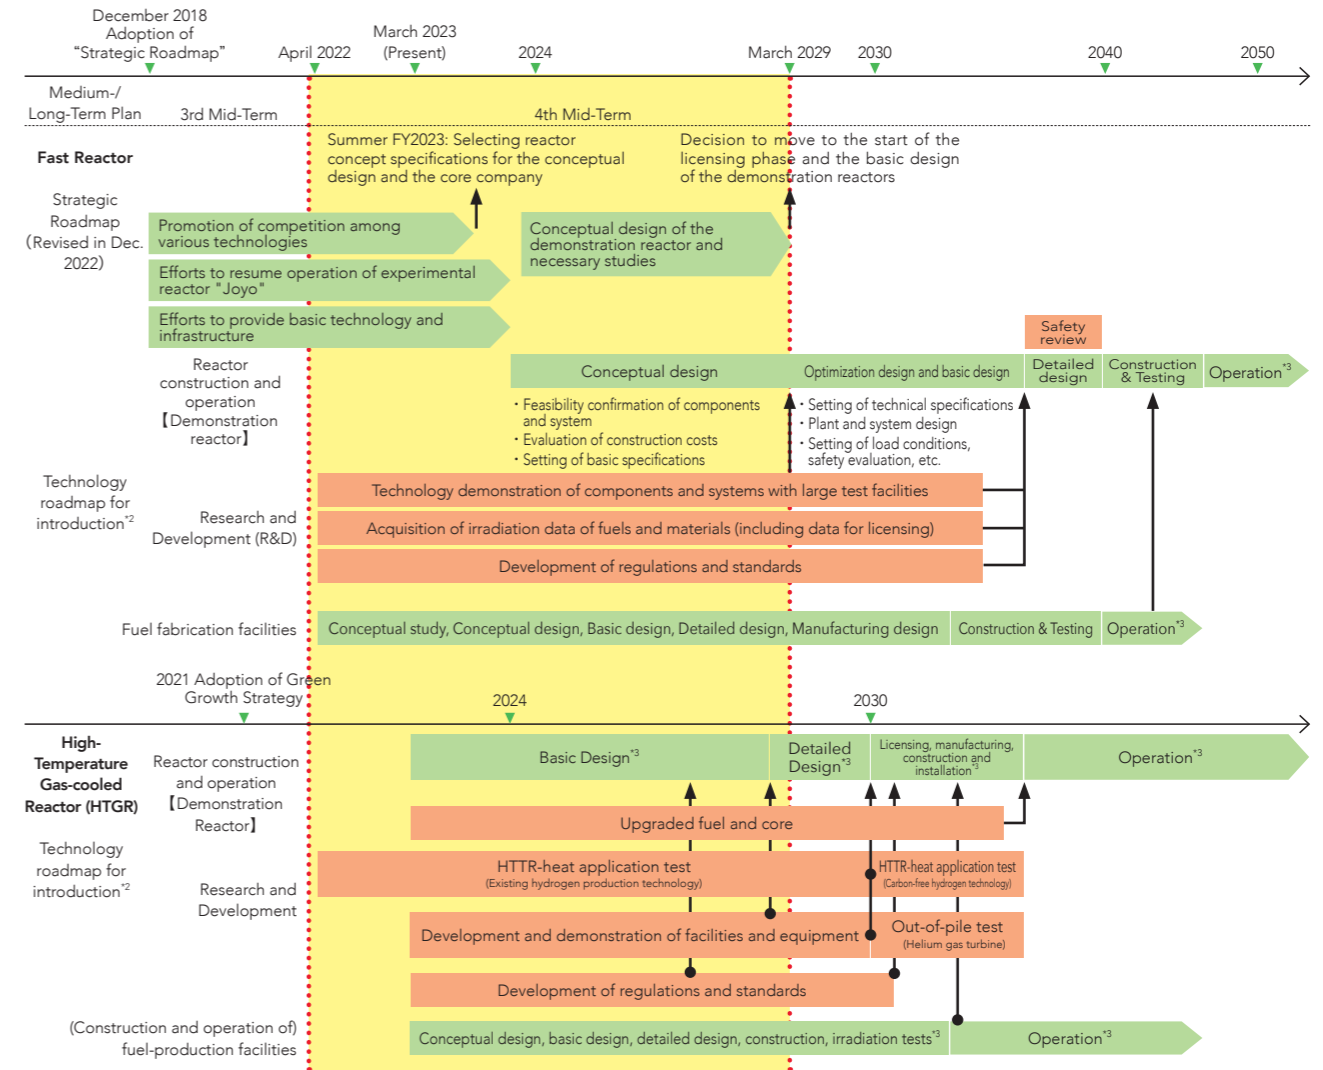 December 2018
Adoption of
“Strategic Roadmap”
April 2022
March 2023
(Present)
2024
March 2029
2030
2040
2050
Medium-/
Long-Term Plan
3rd Mid-Term
4th Mid-Term
Fast Reactor
Summer FY2023: Selecting reactor
concept specifications for the conceptual
design and the core company
Decision to move to the start of the
licensing phase and the basic design
of the demonstration reactors
Strategic
Roadmap
(Revised in Dec.
2022)
Promotion of competition among
various technologies
Conceptual design of the
demonstration reactor and
necessary studies
Efforts to resume operation of experimental
reactor "Joyo"
Efforts to provide basic technology and
infrastructure
Safety
review
Reactor
construction and
operation
【Demonstration
reactor】
Conceptual design
Optimization design and basic design
Detailed
design
Construction
& Testing
Operation*3
・Feasibility confirmation of components
and system
・Evaluation of construction costs
・Setting of basic specifications
・Setting of technical specifications
・Plant and system design
・Setting of load conditions,
safety evaluation, etc.
Technology
roadmap for
introduction*2
Research and
Development (R&D)
Technology demonstration of components and systems with large test facilities
Acquisition of irradiation data of fuels and materials (including data for licensing)
Development of regulations and standards
Fuel fabrication facilities
Conceptual study, Conceptual design, Basic design, Detailed design, Manufacturing design
Construction & Testing
Operation*3
2021 Adoption of Green
Growth Strategy
2024
2030
High-
Temperature
Gas-cooled
Reactor (HTGR)
Reactor construction
and operation
【Demonstration
Reactor】
Basic Design*3
Detailed
Design*3
Licensing, manufacturing,
construction and
installation*3
Operation*3
Upgraded fuel and core
Technology
roadmap for
introduction*2
Research and
Development
HTTR-heat application test
(Existing hydrogen production technology)
HTTR-heat application test
(Carbon-free hydrogen technology)
Development and demonstration of facilities and equipment
Out-of-pile test
(Helium gas turbine)
Development of regulations and standards
(Construction and operation of)
fuel-production facilities
Conceptual design, basic design, detailed design, construction, irradiation tests*3
Operation*3